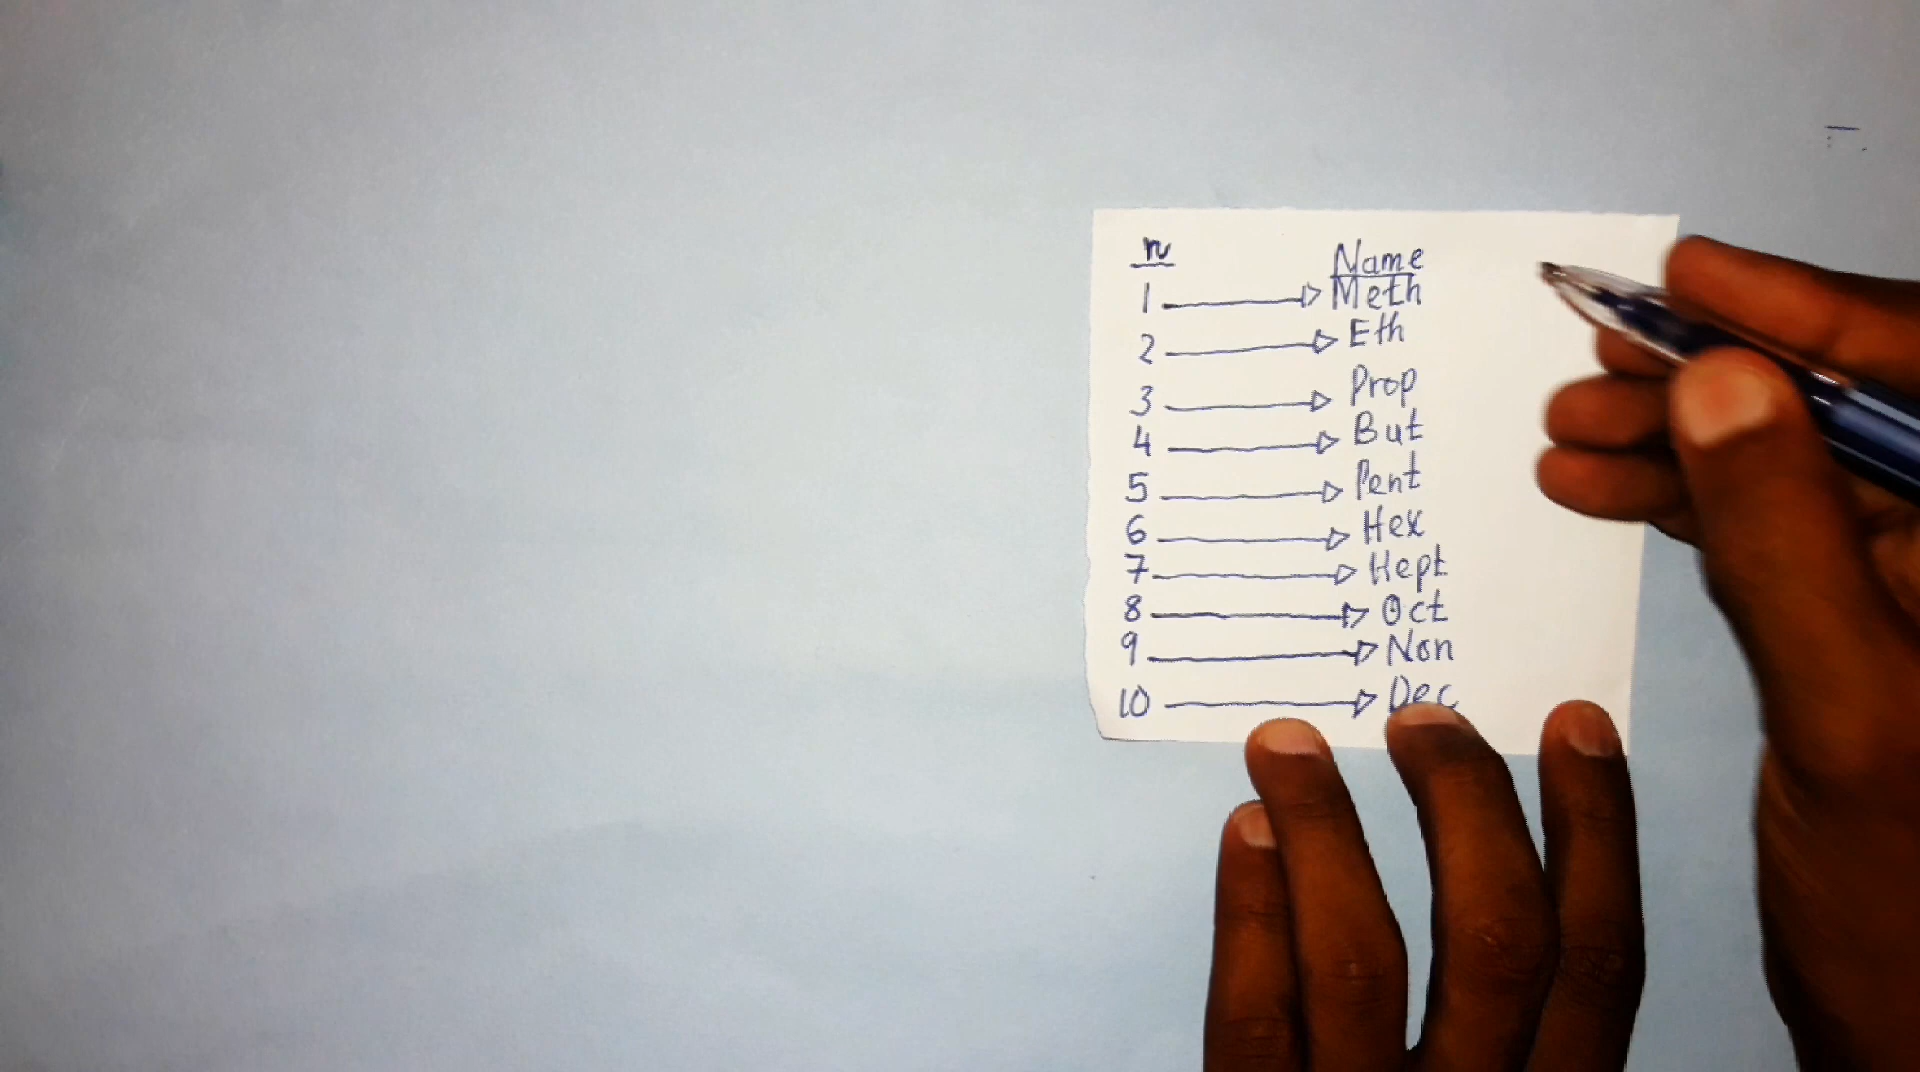 n Name
1 Meth
2 Eth
3 Prop
4 But
5 Pent
6 Hex
7 Hept
8 Oct
9 Non
10 Dec